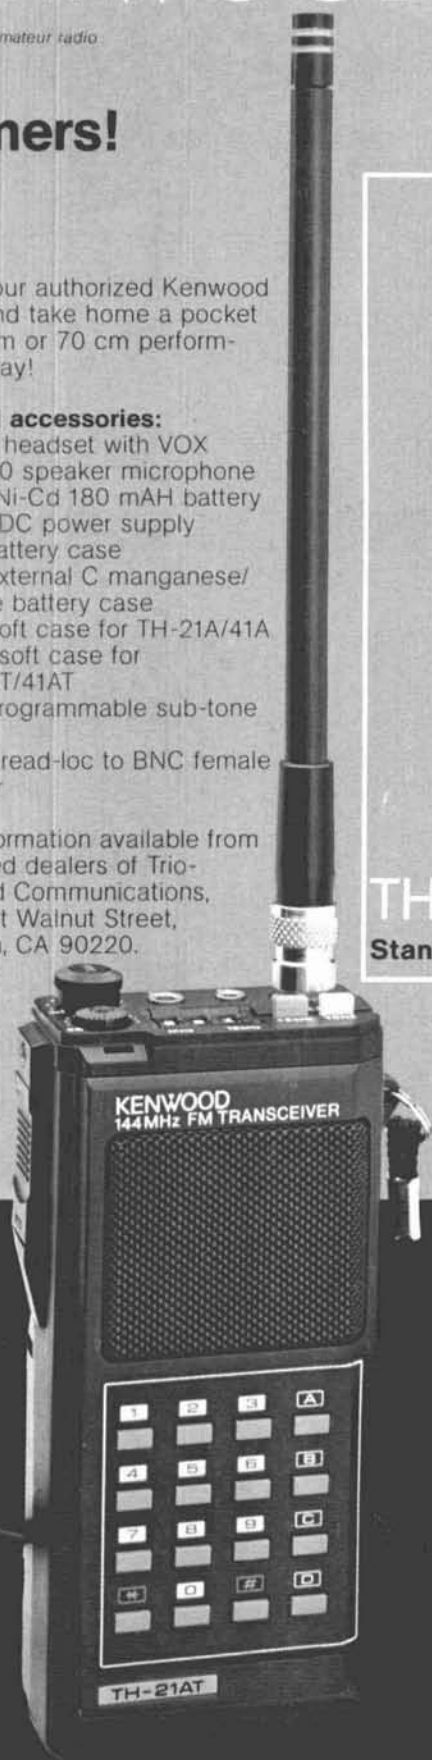 mateur radio
ners!
our authorized Kenwood
nd take home a pocket
m or 70 cm perform-
ay!
accessories:
headset with VOX
0 speaker microphone
Ni-Cd 180 mAH battery
DC power supply
attery case
xternal C manganese/
e battery case
oft case for TH-21A/41A
soft case for
T/41AT
rogrammable sub-tone
read-loc to BNC female
r
ormation available from
ed dealers of Trio-
d Communications,
t Walnut Street,
n, CA 90220.
TH
Stan
KENWOOD
144MHz FM TRANSCEIVER
1 2 3 A
4 5 6 B
7 8 9 C
* 0 # D
TH-21AT